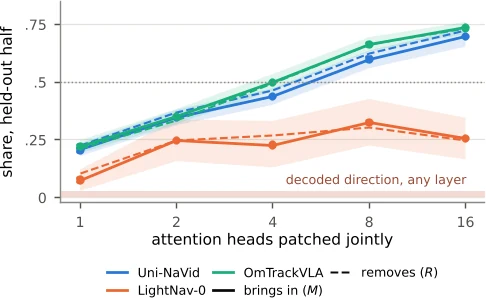 share, held-out half
.75
.5
.25
0
decoded direction, any layer
1 2 4 8 16
attention heads patched jointly
Uni-NaVid OmTrackVLA removes (R)
LightNav-0 brings in (M)